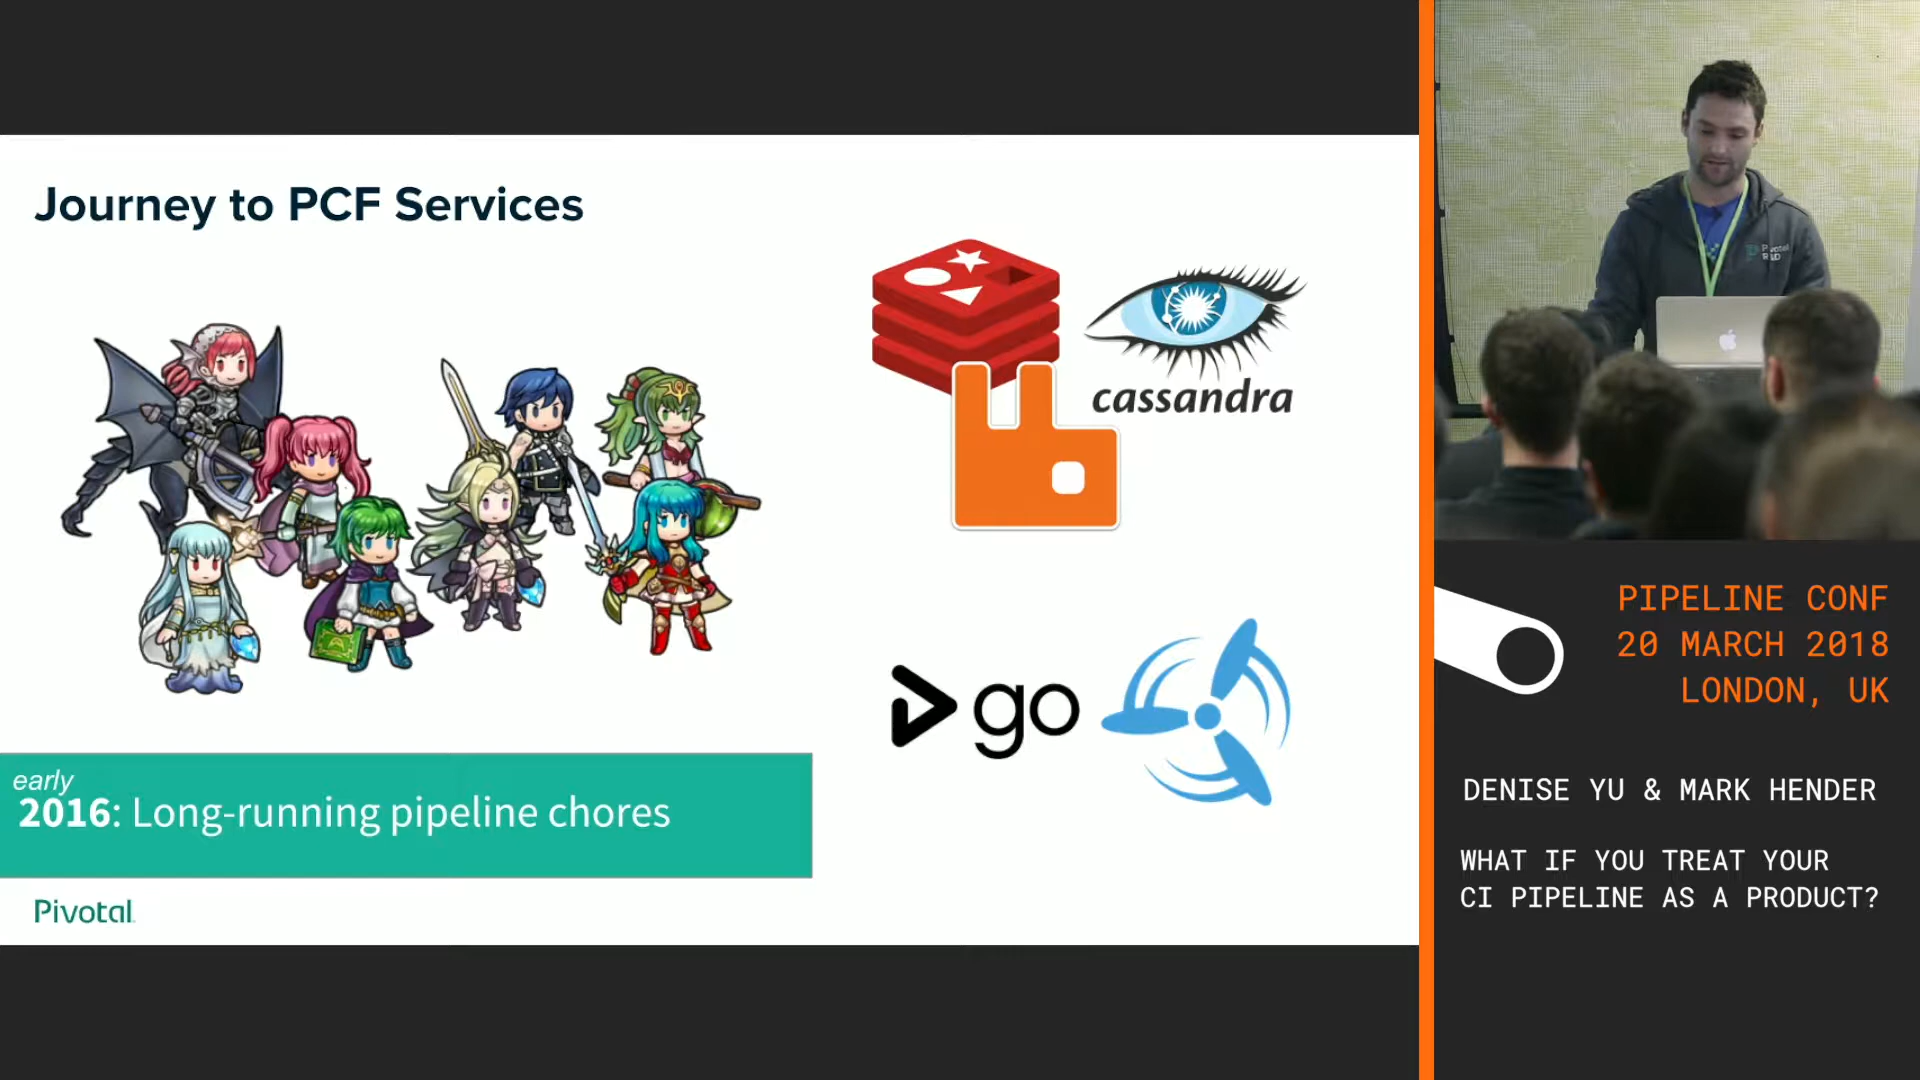 Journey to PCF Services
cassandra
go
early
2016: Long-running pipeline chores
Pivotal
Pivotal
R&D
PIPELINE CONF
20 MARCH 2018
LONDON, UK
DENISE YU & MARK HENDER
WHAT IF YOU TREAT YOUR
CI PIPELINE AS A PRODUCT?